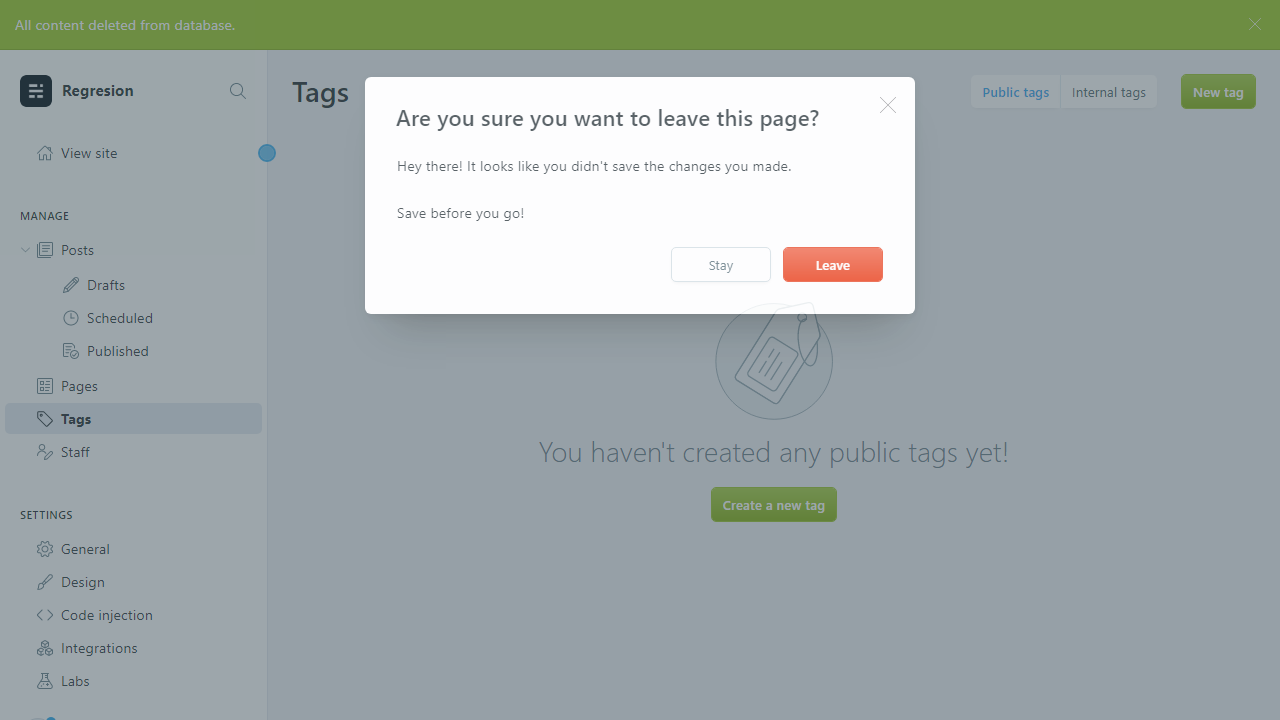 All content deleted from database.
Regresion
View site
MANAGE
Posts
Drafts
Scheduled
Published
Pages
Tags
Staff
SETTINGS
General
Design
Code injection
Integrations
Labs
Tags
Public tags
Internal tags
New tag
Are you sure you want to leave this page?
Hey there! It looks like you didn't save the changes you made.
Save before you go!
Stay
Leave
You haven't created any public tags yet!
Create a new tag